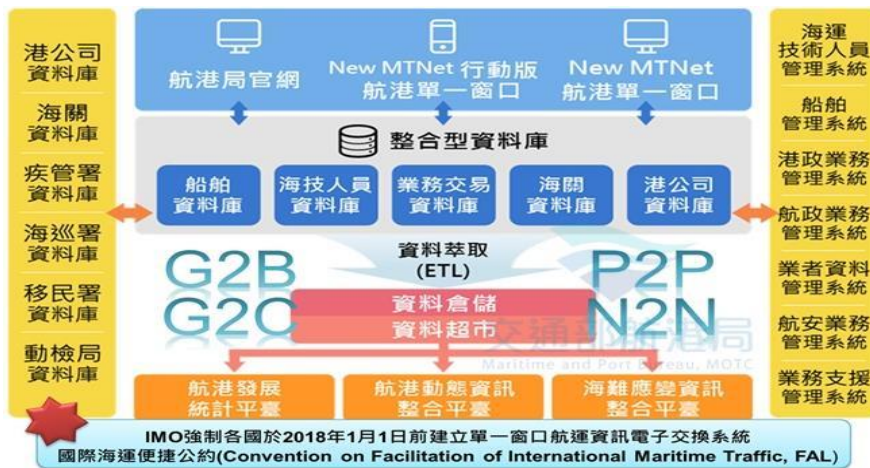 港公司
資料庫
海關
資料庫
疾管署
資料庫
海巡署
資料庫
移民署
資料庫
動檢局
資料庫
航港局官網
New MTNet 行動版
航港單一窗口
New MTNet
航港單一窗口
整合型資料庫
船舶
資料庫
海技人員
資料庫
業務交易
資料庫
海關
資料庫
港公司
資料庫
資料萃取
(ETL)
G2B
G2C
P2P
N2N
資料倉儲
資料超市
交通部航港局
Maritime and Port Bureau, MOTC
航港發展
統計平臺
航港動態資訊
整合平臺
海難應變資訊
整合平臺
海運
技術人員
管理系統
船舶
管理系統
港政業務
管理系統
航政業務
管理系統
業者資料
管理系統
航安業務
管理系統
業務支援
管理系統
IMO強制各國於2018年1月1日前建立單一窗口航運資訊電子交換系統
國際海運便捷公約(Convention on Facilitation of International Maritime Traffic, FAL)